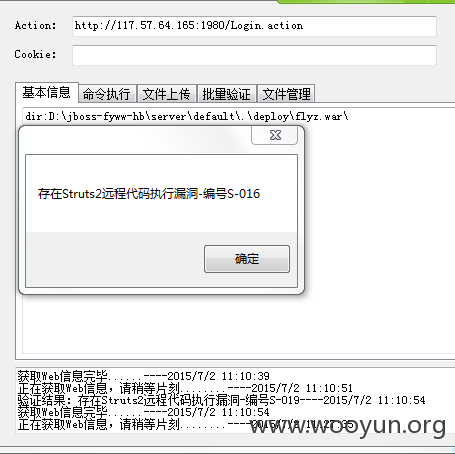 Action: http://117.57.64.165:1980/Login.action
Cookie:
基本信息 命令执行 文件上传 批量验证 文件管理
dir:D:\jboss-fyww-hb\server\default\.\deploy\flyz.war\
存在Struts2远程代码执行漏洞-编号S-016
确定
获取Web信息完毕......----2015/7/2 11:10:39
正在获取Web信息，请稍等片刻........----2015/7/2 11:10:51
验证结果：存在Struts2远程代码执行漏洞-编号S-019----2015/7/2 11:10:54
获取Web信息完毕......----2015/7/2 11:10:54
正在获取Web信息，请稍等片刻........----2015/7/2
www.wooyun.org